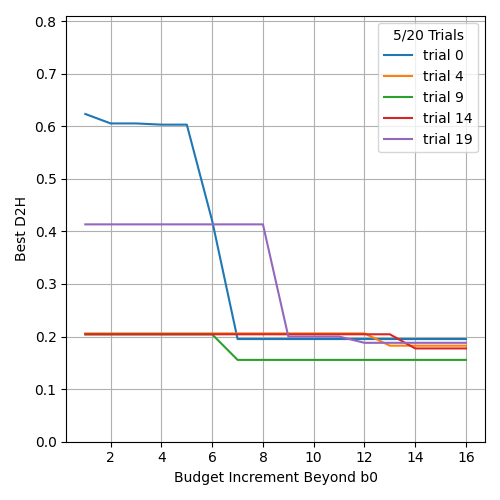 5/20 Trials
trial 0
trial 4
trial 9
trial 14
trial 19
0.8
0.7
0.6
0.5
0.4
0.3
0.2
0.1
0.0
Best D2H
2 4 6 8 10 12 14 16
Budget Increment Beyond b0